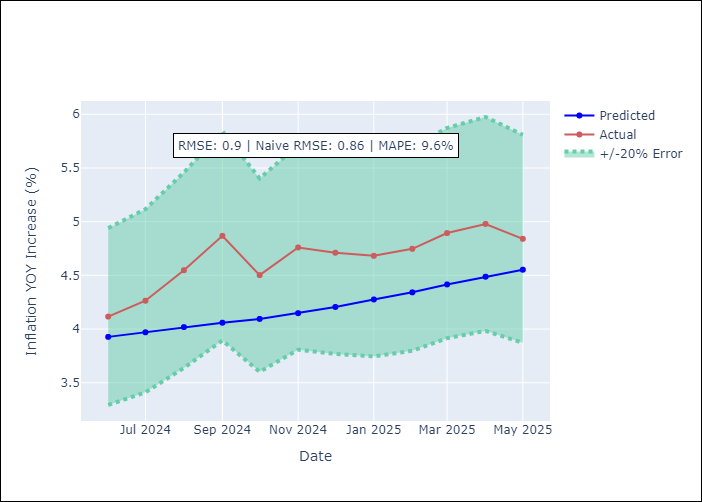 RMSE: 0.9 | Naive RMSE: 0.86 | MAPE: 9.6%
Predicted
Actual
+/-20% Error
Inflation YOY Increase (%)
6
5.5
5
4.5
4
3.5
Jul 2024
Sep 2024
Nov 2024
Jan 2025
Mar 2025
May 2025
Date